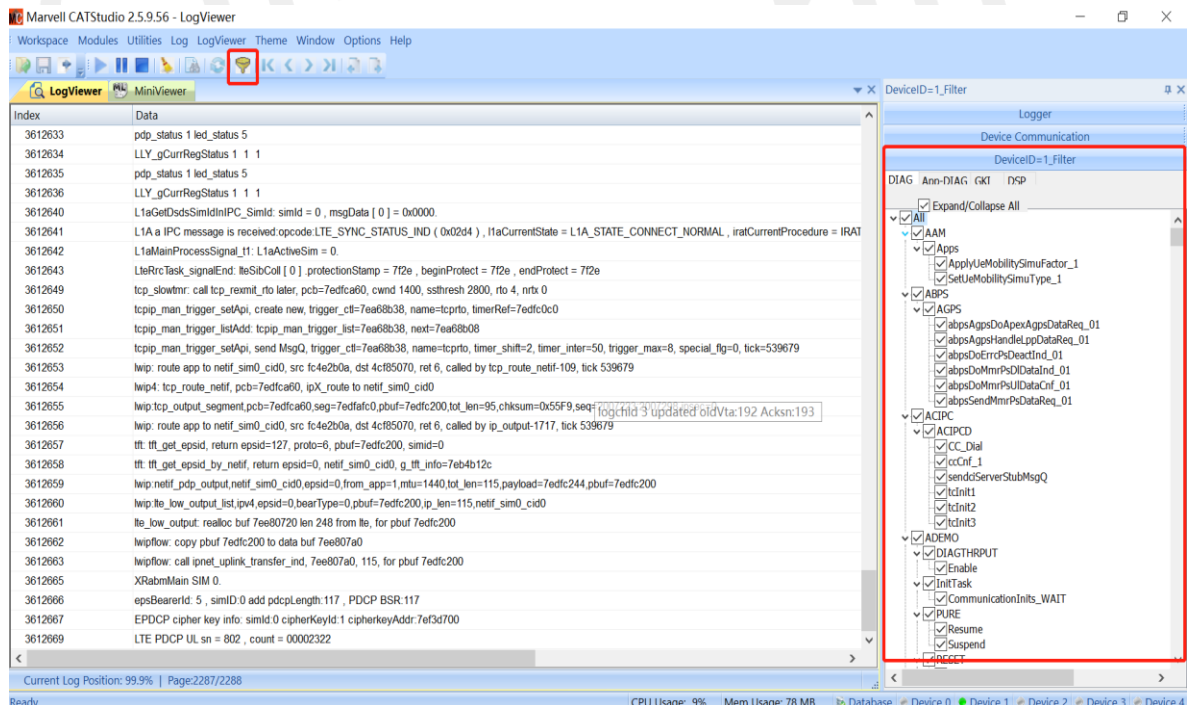 Marvell CATStudio 2.5.9.56 - LogViewer
Workspace Modules Utilities Log LogViewer Theme Window Options Help
LogViewer MiniViewer
Index Data
3612633 pdp_status 1 led_status 5
3612634 LLY_gCurrRegStatus 1 1 1
3612635 pdp_status 1 led_status 5
3612636 LLY_gCurrRegStatus 1 1 1
3612640 L1aGetDsdsSimIdInIPC_SimId: simId = 0 , msgData [ 0 ] = 0x0000.
3612641 L1A a IPC message is received:opcode:LTE_SYNC_STATUS_IND ( 0x02d4 ) , l1aCurrentState = L1A_STATE_CONNECT_NORMAL , iratCurrentProcedure = IRAT
3612642 L1aMainProcessSignal_t1: L1aActiveSim = 0.
3612643 LteRrcTask_signalEnd: lteSibColl [ 0 ] .protectionStamp = 7f2e , beginProtect = 7f2e , endProtect = 7f2e
3612649 tcp_slowtmr: call tcp_rexmit_rto later, pcb=7edfca60, cwnd 1400, ssthresh 2800, rto 4, nrtx 0
3612650 tcpip_man_trigger_setApi, create new, trigger_ctl=7ea68b38, name=tcprto, timerRef=7edfc0c0
3612651 tcpip_man_trigger_listAdd: tcpip_man_trigger_list=7ea68b38, next=7ea68b08
3612652 tcpip_man_trigger_setApi, send MsgQ, trigger_ctl=7ea68b38, name=tcprto, timer_shift=2, timer_inter=50, trigger_max=8, special_flg=0, tick=539679
3612653 lwip: route app to netif_sim0_cid0, src fc4e2b0a, dst 4cf85070, ret 6, called by tcp_route_netif-109, tick 539679
3612654 lwip4: tcp_route_netif, pcb=7edfca60, ipX_route to netif_sim0_cid0
3612655 lwip:tcp_output_segment,pcb=7edfca60,seg=7edfafc0,pbuf=7edfc200,tot_len=95,chksum=0x55F9,seq=
logchId 3 updated oldVta:192 Acksn:193
3612656 lwip: route app to netif_sim0_cid0, src fc4e2b0a, dst 4cf85070, ret 6, called by ip_output-1717, tick 539679
3612657 tft: tft_get_epsid, return epsid=127, proto=6, pbuf=7edfc200, simid=0
3612658 tft: tft_get_epsid_by_netif, return epsid=0, netif_sim0_cid0, g_tft_info=7eb4b12c
3612659 lwip:netif_pdp_output,netif_sim0_cid0,epsid=0,from_app=1,mtu=1440,tot_len=115,payload=7edfc244,pbuf=7edfc200
3612660 lwip:lte_low_output_list,ipv4,epsid=0,bearType=0,pbuf=7edfc200,ip_len=115,netif_sim0_cid0
3612661 lte_low_output: realloc buf 7ee80720 len 248 from lte, for pbuf 7edfc200
3612662 lwipflow: copy pbuf 7edfc200 to data buf 7ee807a0
3612663 lwipflow: call ipnet_uplink_transfer_ind, 7ee807a0, 115, for pbuf 7edfc200
3612665 XRabmMain SIM 0.
3612666 epsBearerId: 5 , simID:0 add pdcpLength:117 , PDCP BSR:117
3612667 EPDCP cipher key info: simId:0 cipherKeyId:1 cipherkeyAddr:7ef3d700
3612669 LTE PDCP UL sn = 802 , count = 00002322
Current Log Position: 99.9% | Page:2287/2288
DeviceID=1_Filter
Logger
Device Communication
DeviceID=1_Filter
DIAG App-DIAG GKI DSP
Expand/Collapse All
All
AAM
Apps
ApplyUeMobilitySimuFactor_1
SetUeMobilitySimuType_1
ABPS
AGPS
abpsAgpsDoApexAgpsDataReq_01
abpsAgpsHandleLppDataReq_01
abpsDoErrcPsDeactInd_01
abpsDoMmrPsDlDataInd_01
abpsDoMmrPsUlDataCnf_01
abpsSendMmrPsDataReq_01
ACIPC
ACIPCD
CC_Dial
ccCnf_1
sendciServerStubMsgQ
tcInit1
tcInit2
tcInit3
ADEMO
DIAGTHRPUT
Enable
InitTask
CommunicationInits_WAIT
PURE
Resume
Suspend
RESET
Ready CPU Usage: 9% Mem Usage: 78 MB Database Device 0 Device 1 Device 2 Device 3 Device 4